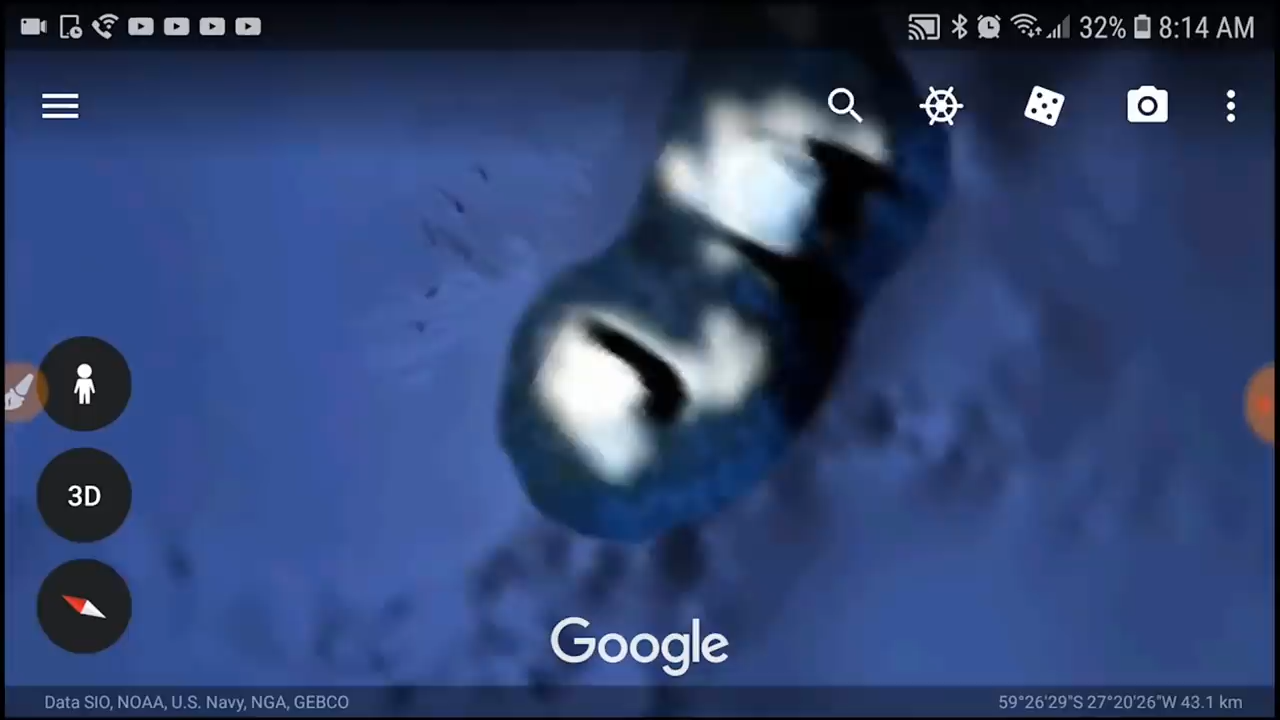 32% 8:14 AM
3D
Google
Data SIO, NOAA, U.S. Navy, NGA, GEBCO
59°26'29"S 27°20'26"W 43.1 km